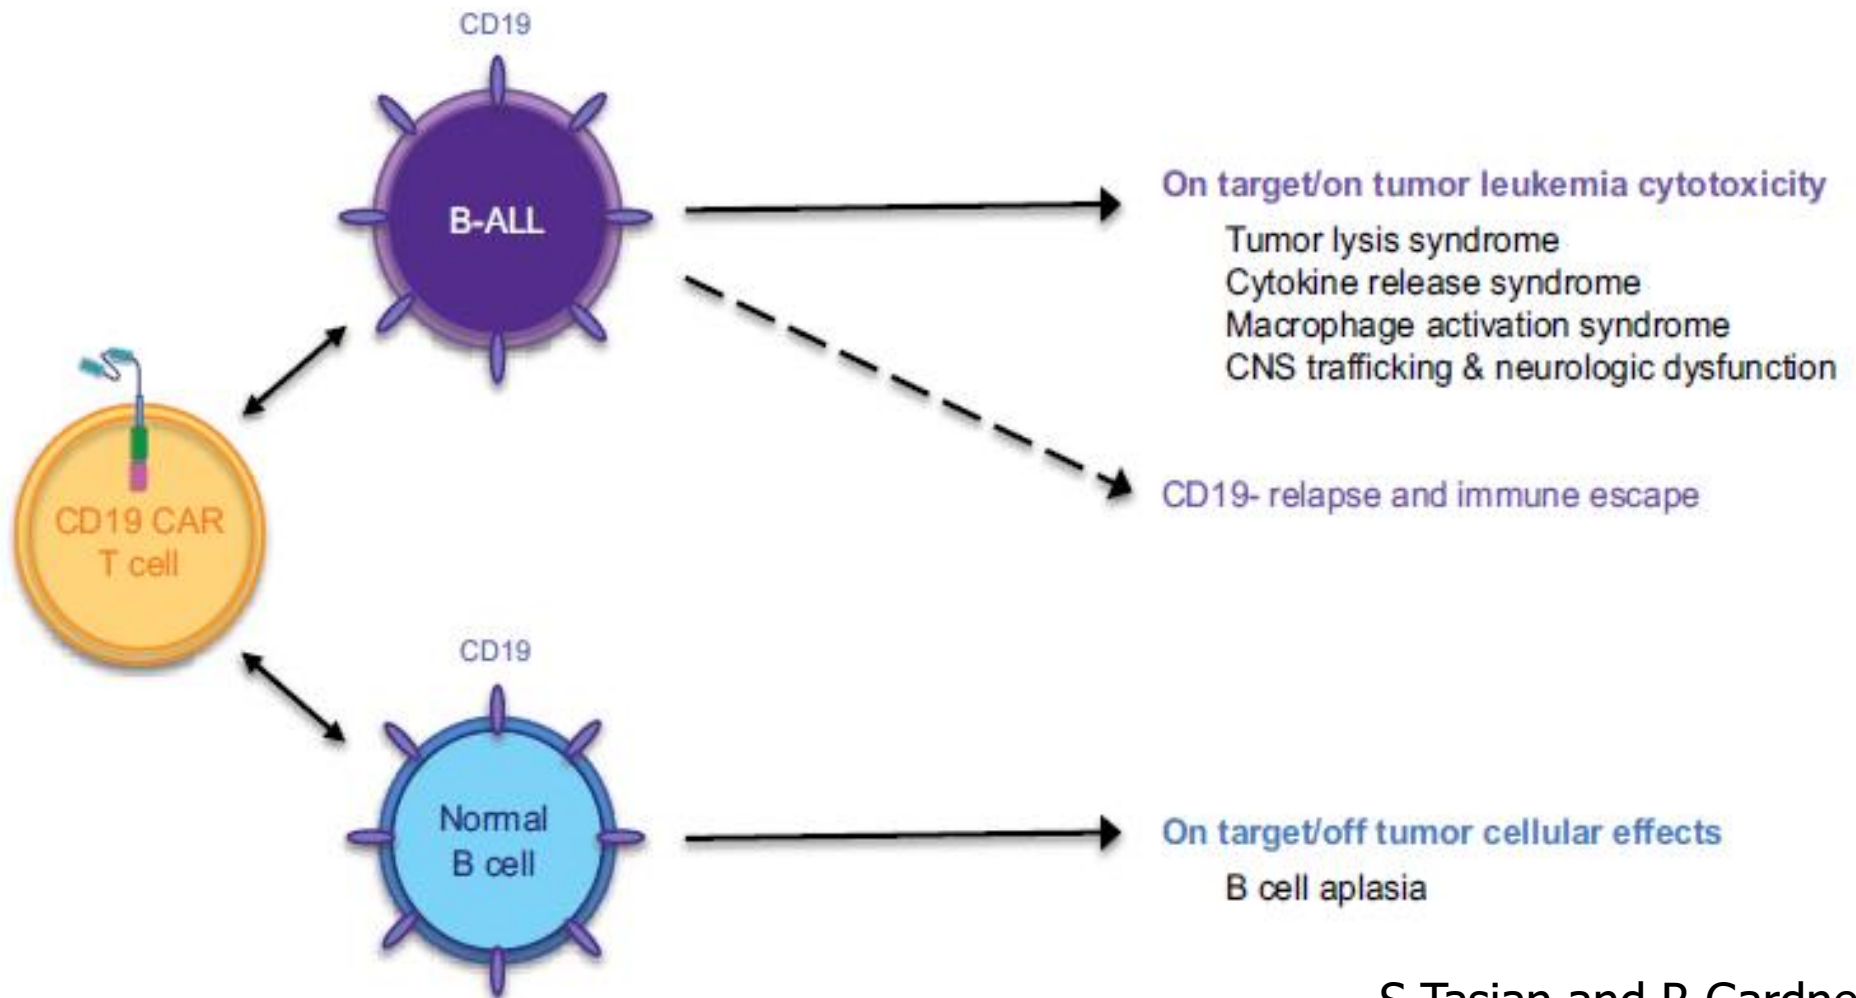 CD19
B-ALL
On target/on tumor leukemia cytotoxicity
Tumor lysis syndrome
Cytokine release syndrome
Macrophage activation syndrome
CNS trafficking & neurologic dysfunction
CD19- relapse and immune escape
CD19 CAR
T cell
CD19
Normal
B cell
On target/off tumor cellular effects
B cell aplasia
S Tasian and R